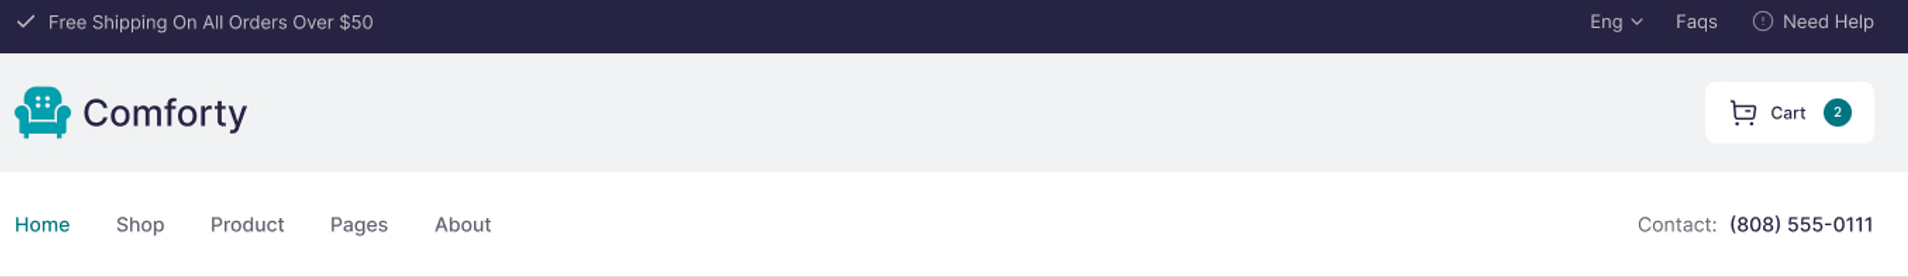 Free Shipping On All Orders Over $50
Eng Faqs Need Help
Comforty
Cart 2
Home Shop Product Pages About
Contact: (808) 555-0111